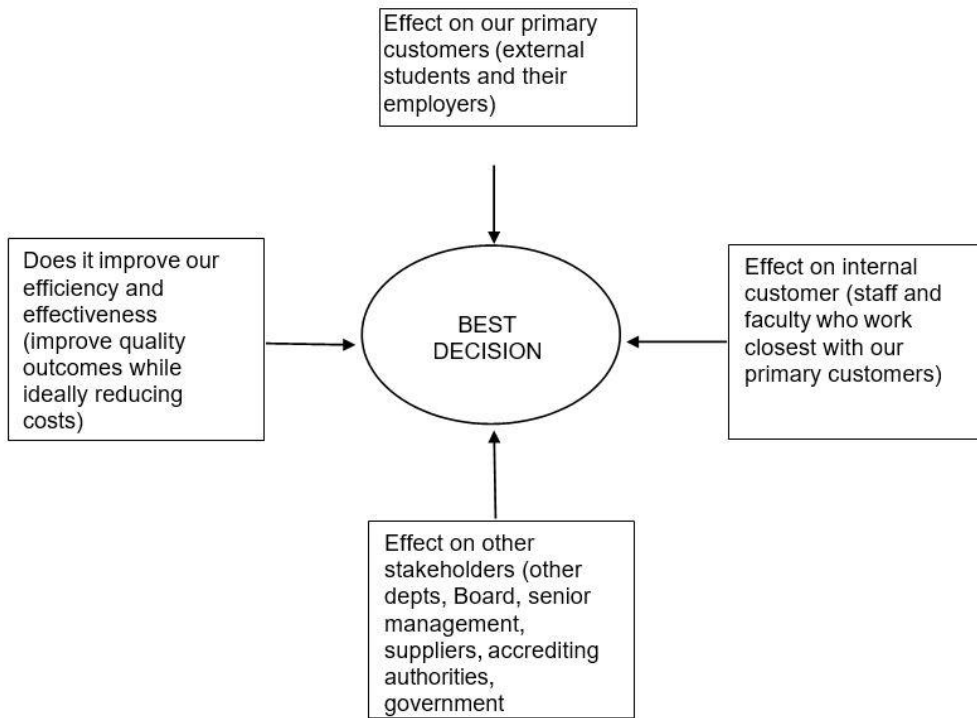 Effect on our primary
customers (external
students and their
employers)
Does it improve our
efficiency and
effectiveness
(improve quality
outcomes while
ideally reducing
costs)
BEST
DECISION
Effect on internal
customer (staff and
faculty who work
closest with our
primary customers)
Effect on other
stakeholders (other
depts, Board, senior
management,
suppliers, accrediting
authorities,
government